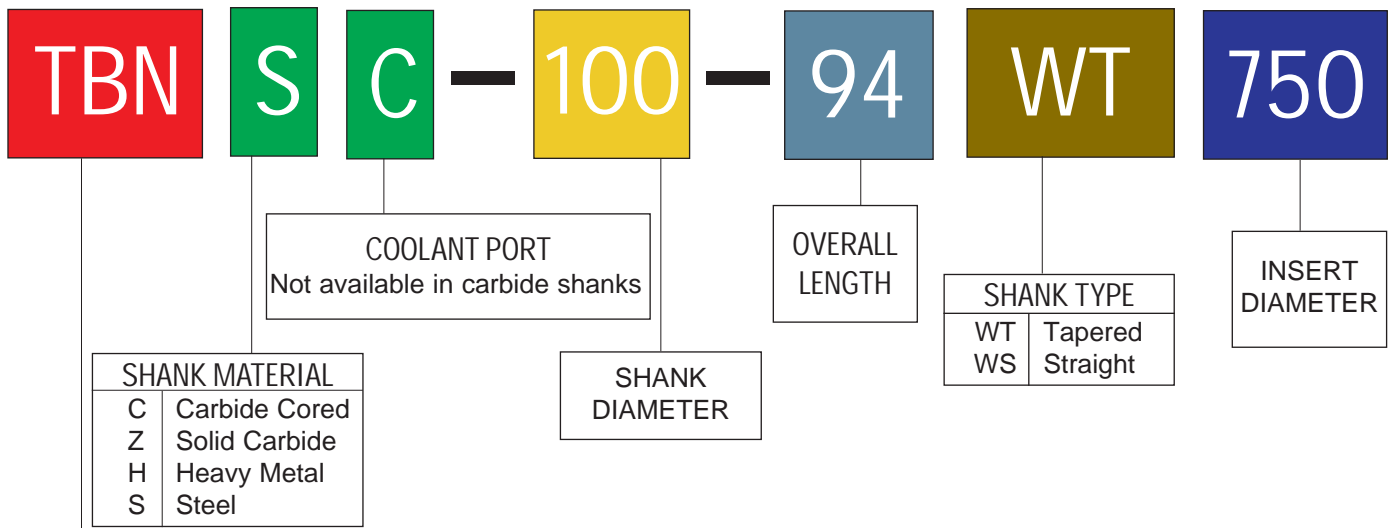 TBN S C - 100 - 94 WT 750
COOLANT PORT
Not available in carbide shanks
OVERALL
LENGTH
INSERT
DIAMETER
SHANK TYPE
WT Tapered
WS Straight
SHANK MATERIAL
C Carbide Cored
Z Solid Carbide
H Heavy Metal
S Steel
SHANK
DIAMETER